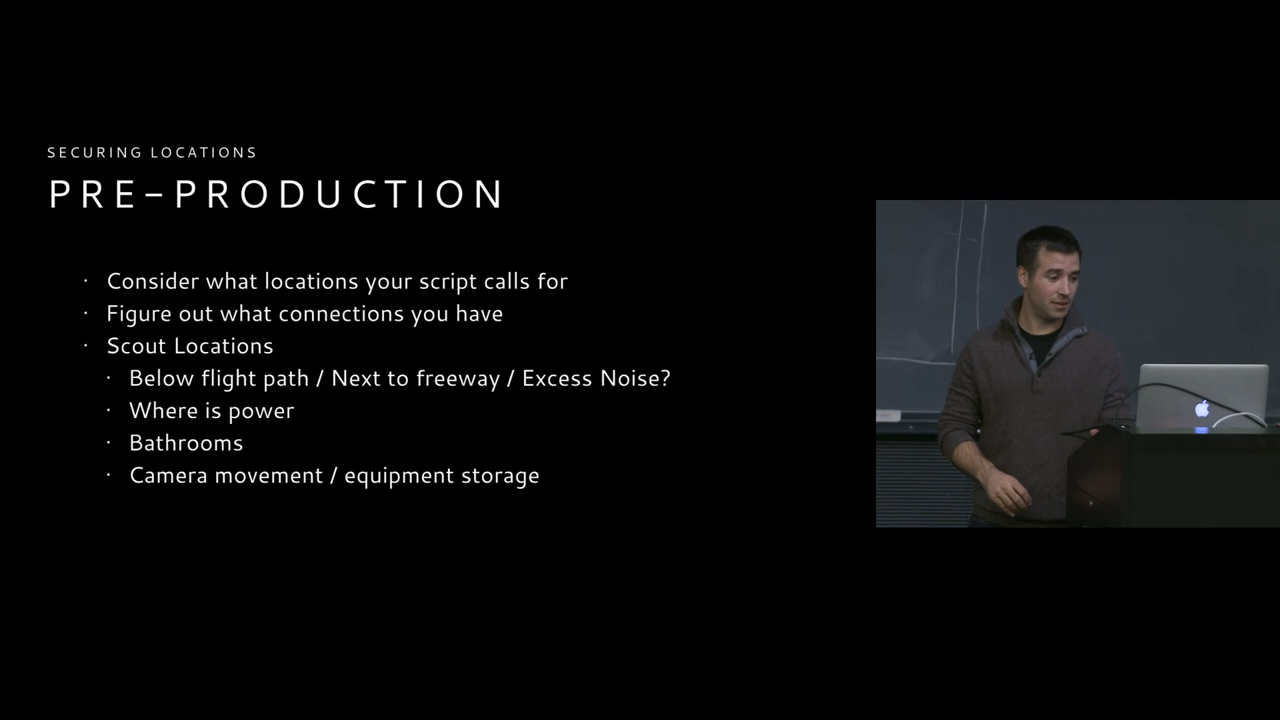 SECURING LOCATIONS
PRE-PRODUCTION
· Consider what locations your script calls for
· Figure out what connections you have
· Scout Locations
· Below flight path / Next to freeway / Excess Noise?
· Where is power
· Bathrooms
· Camera movement / equipment storage